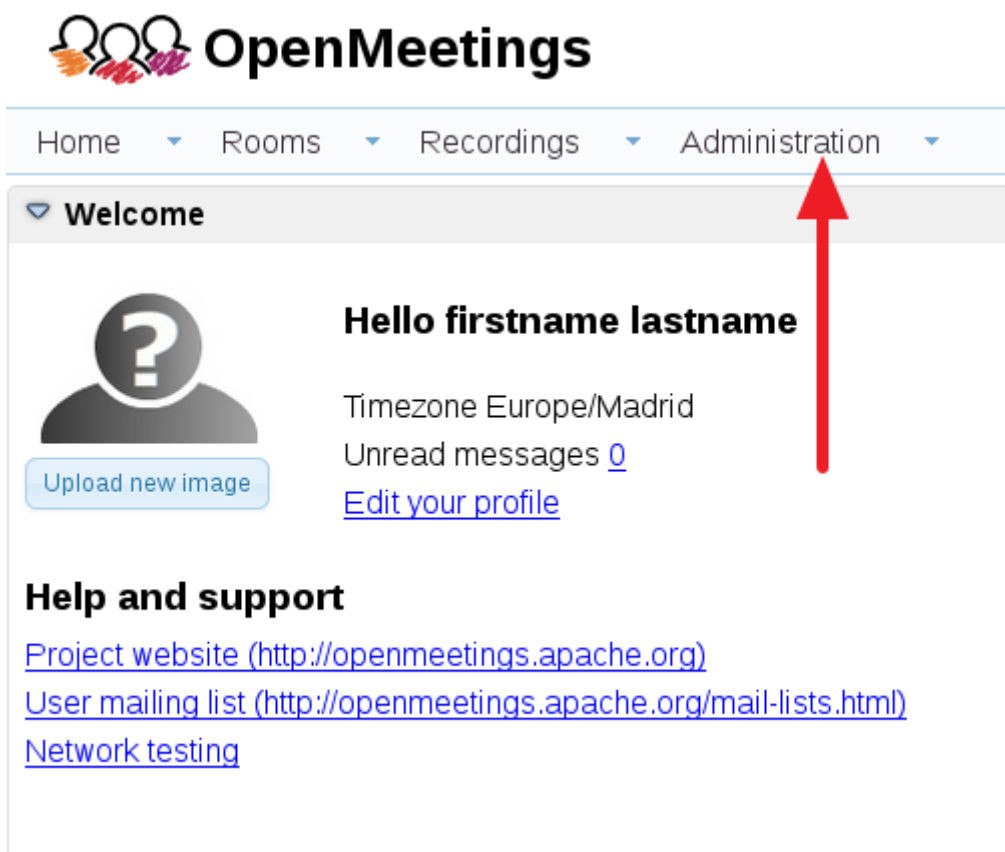 OpenMeetings
Home Rooms Recordings Administration
Welcome
Hello firstname lastname
Timezone Europe/Madrid
Unread messages 0
Upload new image
Edit your profile
Help and support
Project website (http://openmeetings.apache.org)
User mailing list (http://openmeetings.apache.org/mail-lists.html)
Network testing